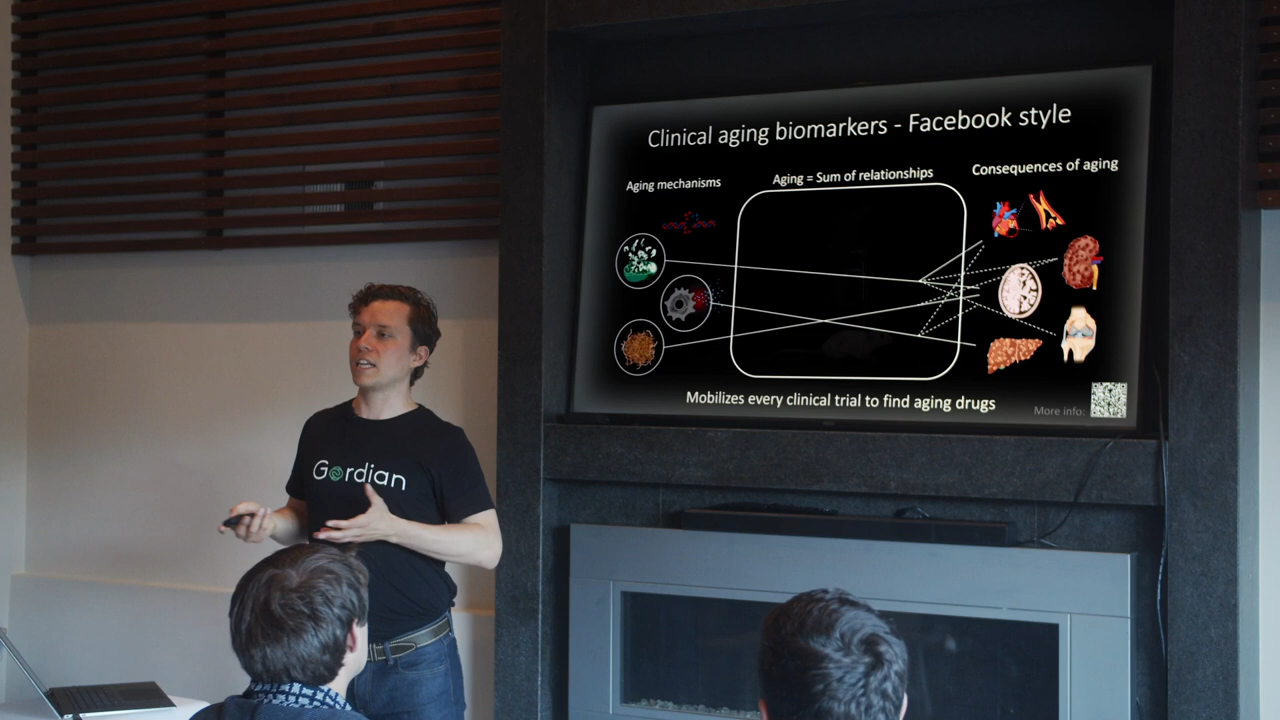 Clinical aging biomarkers - Facebook style
Aging mechanisms
Aging = Sum of relationships
Consequences of aging
Mobilizes every clinical trial to find aging drugs
More info:
Gordian